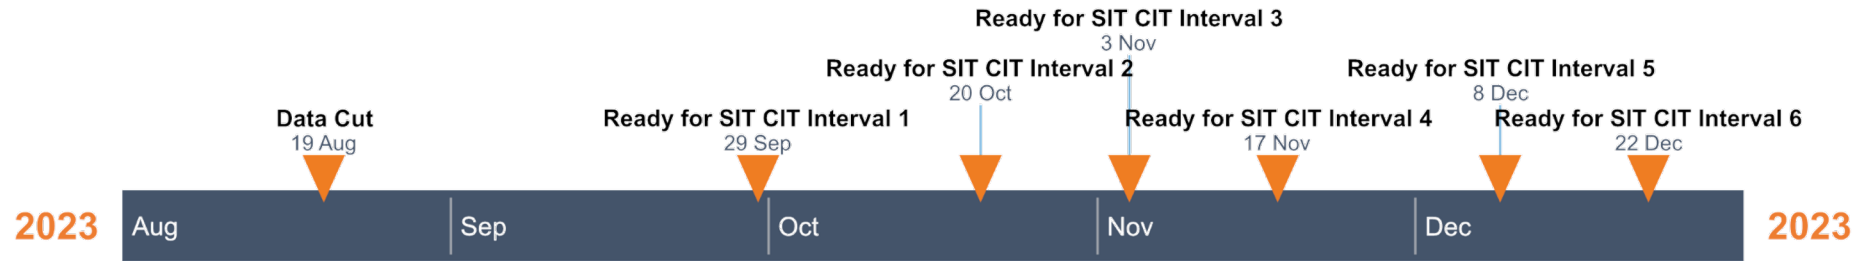 Ready for SIT CIT Interval 3
3 Nov
Ready for SIT CIT Interval 2
20 Oct
Ready for SIT CIT Interval 5
8 Dec
Data Cut
19 Aug
Ready for SIT CIT Interval 1
29 Sep
Ready for SIT CIT Interval 4
17 Nov
Ready for SIT CIT Interval 6
22 Dec
2023
Aug
Sep
Oct
Nov
Dec
2023